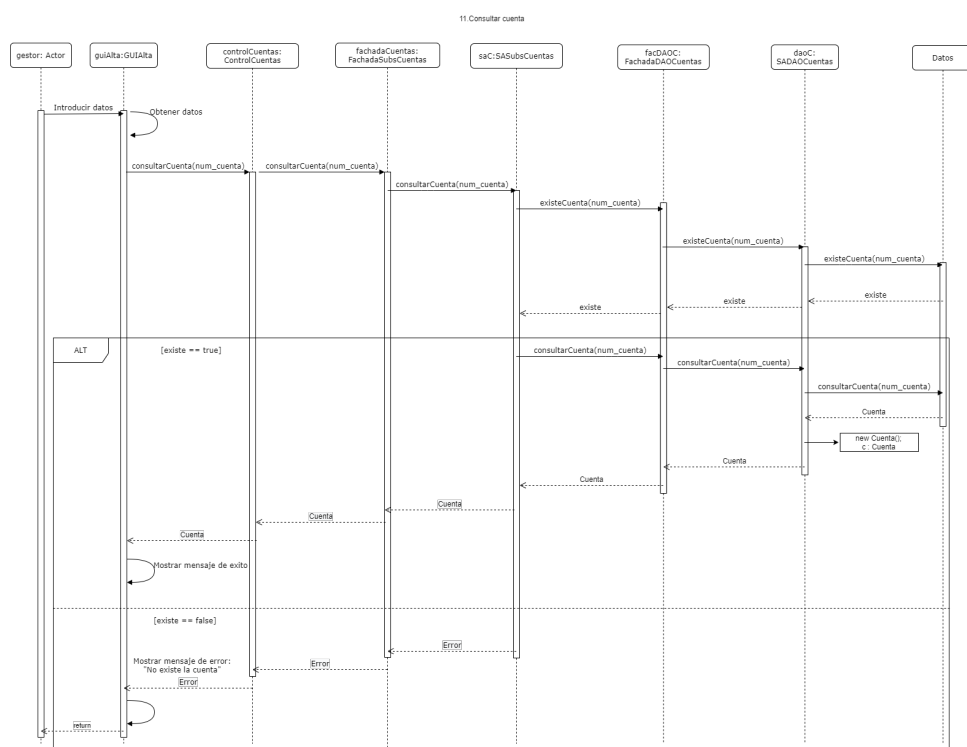 11.Consultar cuenta
gestor: Actor
guiAlta:GUIAlta
controlCuentas:
ControlCuentas
fachadaCuentas:
FachadaSubsCuentas
saC:SASubsCuentas
facDAOC:
FachadaDAOCuentas
daoC:
SADAOCuentas
Datos
Introducir datos
Obtener datos
consultarCuenta(num_cuenta)
consultarCuenta(num_cuenta)
consultarCuenta(num_cuenta)
existeCuenta(num_cuenta)
existeCuenta(num_cuenta)
existeCuenta(num_cuenta)
existe
existe
existe
ALT
[existe == true]
consultarCuenta(num_cuenta)
consultarCuenta(num_cuenta)
consultarCuenta(num_cuenta)
Cuenta
new Cuenta();
c : Cuenta
Cuenta
Cuenta
Cuenta
Cuenta
Cuenta
Mostrar mensaje de exito
[existe == false]
Error
Error
Mostrar mensaje de error:
"No existe la cuenta"
Error
return